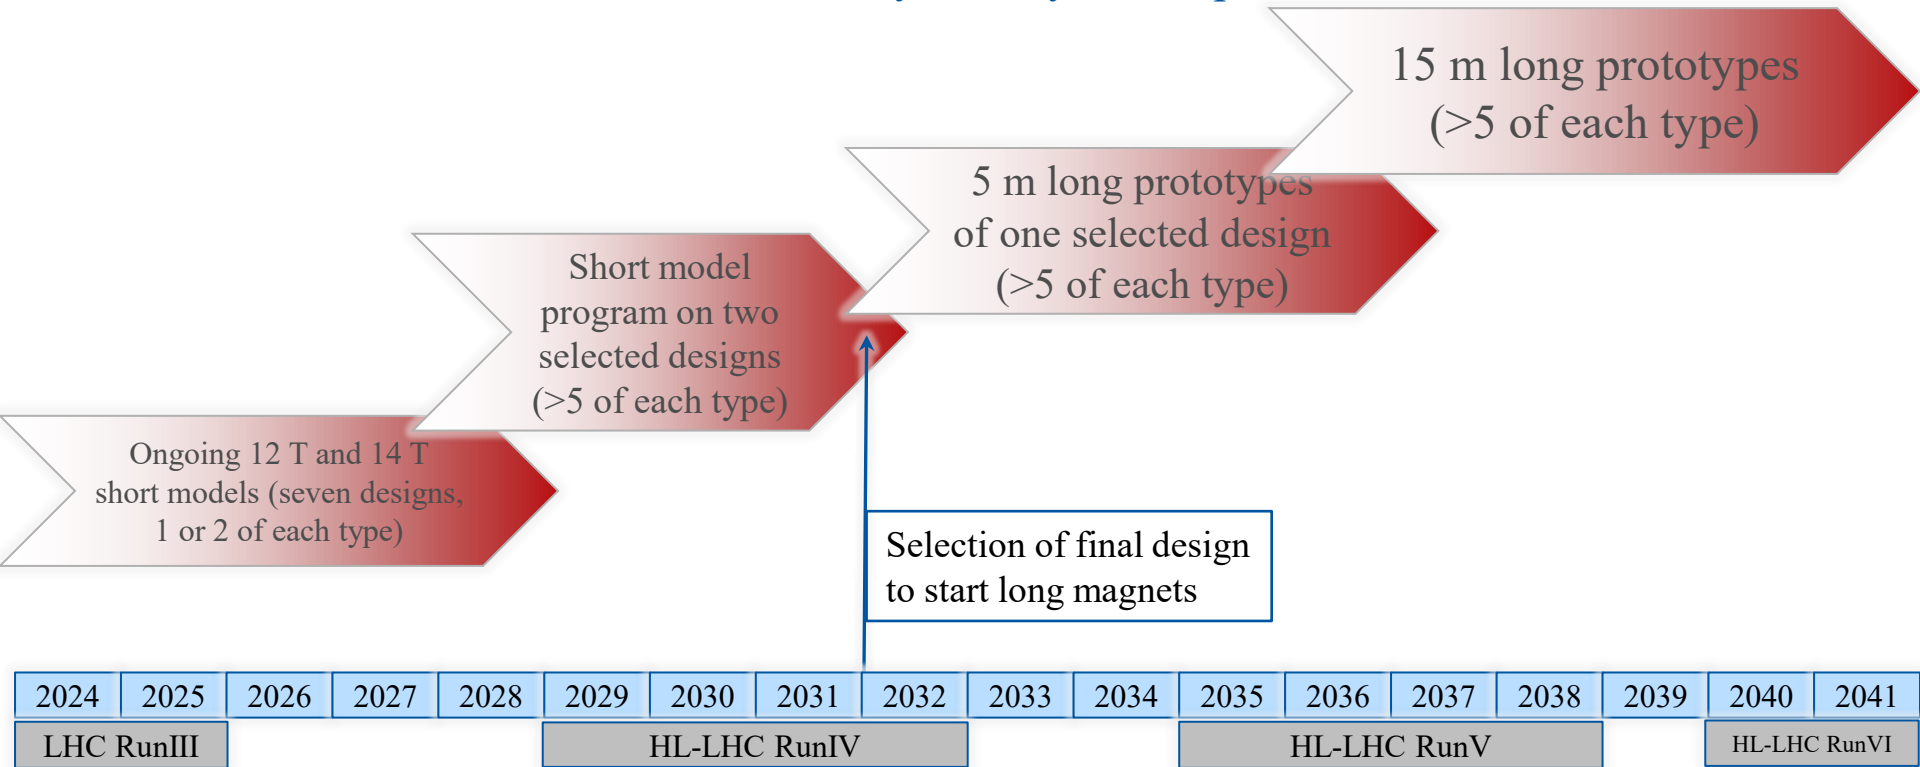 15 m long prototypes
(>5 of each type)
5 m long prototypes
of one selected design
(>5 of each type)
Short model
program on two
selected designs
(>5 of each type)
Ongoing 12 T and 14 T
short models (seven designs,
1 or 2 of each type)
Selection of final design
to start long magnets
2024 2025 2026 2027 2028 2029 2030 2031 2032 2033 2034 2035 2036 2037 2038 2039 2040 2041
LHC RunIII HL-LHC RunIV HL-LHC RunV HL-LHC RunVI